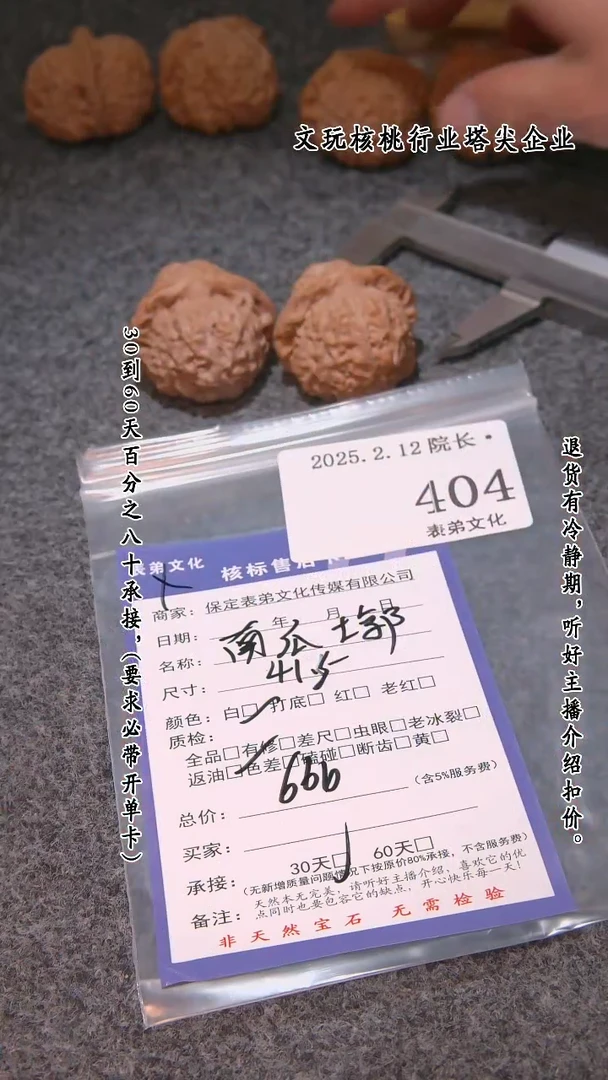 文玩核桃行业塔尖企业
30到60天百分之八十承接，（要求必带开单卡）
退货有冷静期，听好主播介绍扣价。
2025.2.12 院长·
404
表弟文化
表弟文化 核标售后
商家：保定表弟文化传媒有限公司
日期： 年 月 日
名称：南瓜
尺寸：415
颜色：白□ 打底□ 红□ 老红□
质检：
全品□有修□差尺□虫眼□老冰裂□
返油□色差□磕碰□断齿□黄□
总价：666 (含5%服务费)
买家：
承接： 30天□ 60天□
（无新增质量问题情况下按原价80%承接，不含服务费）
备注：天然本无完美，请听好主播介绍，喜欢它的优
点同时也要包容它的缺点，开心快乐每一天！
非天然宝石 无需检验